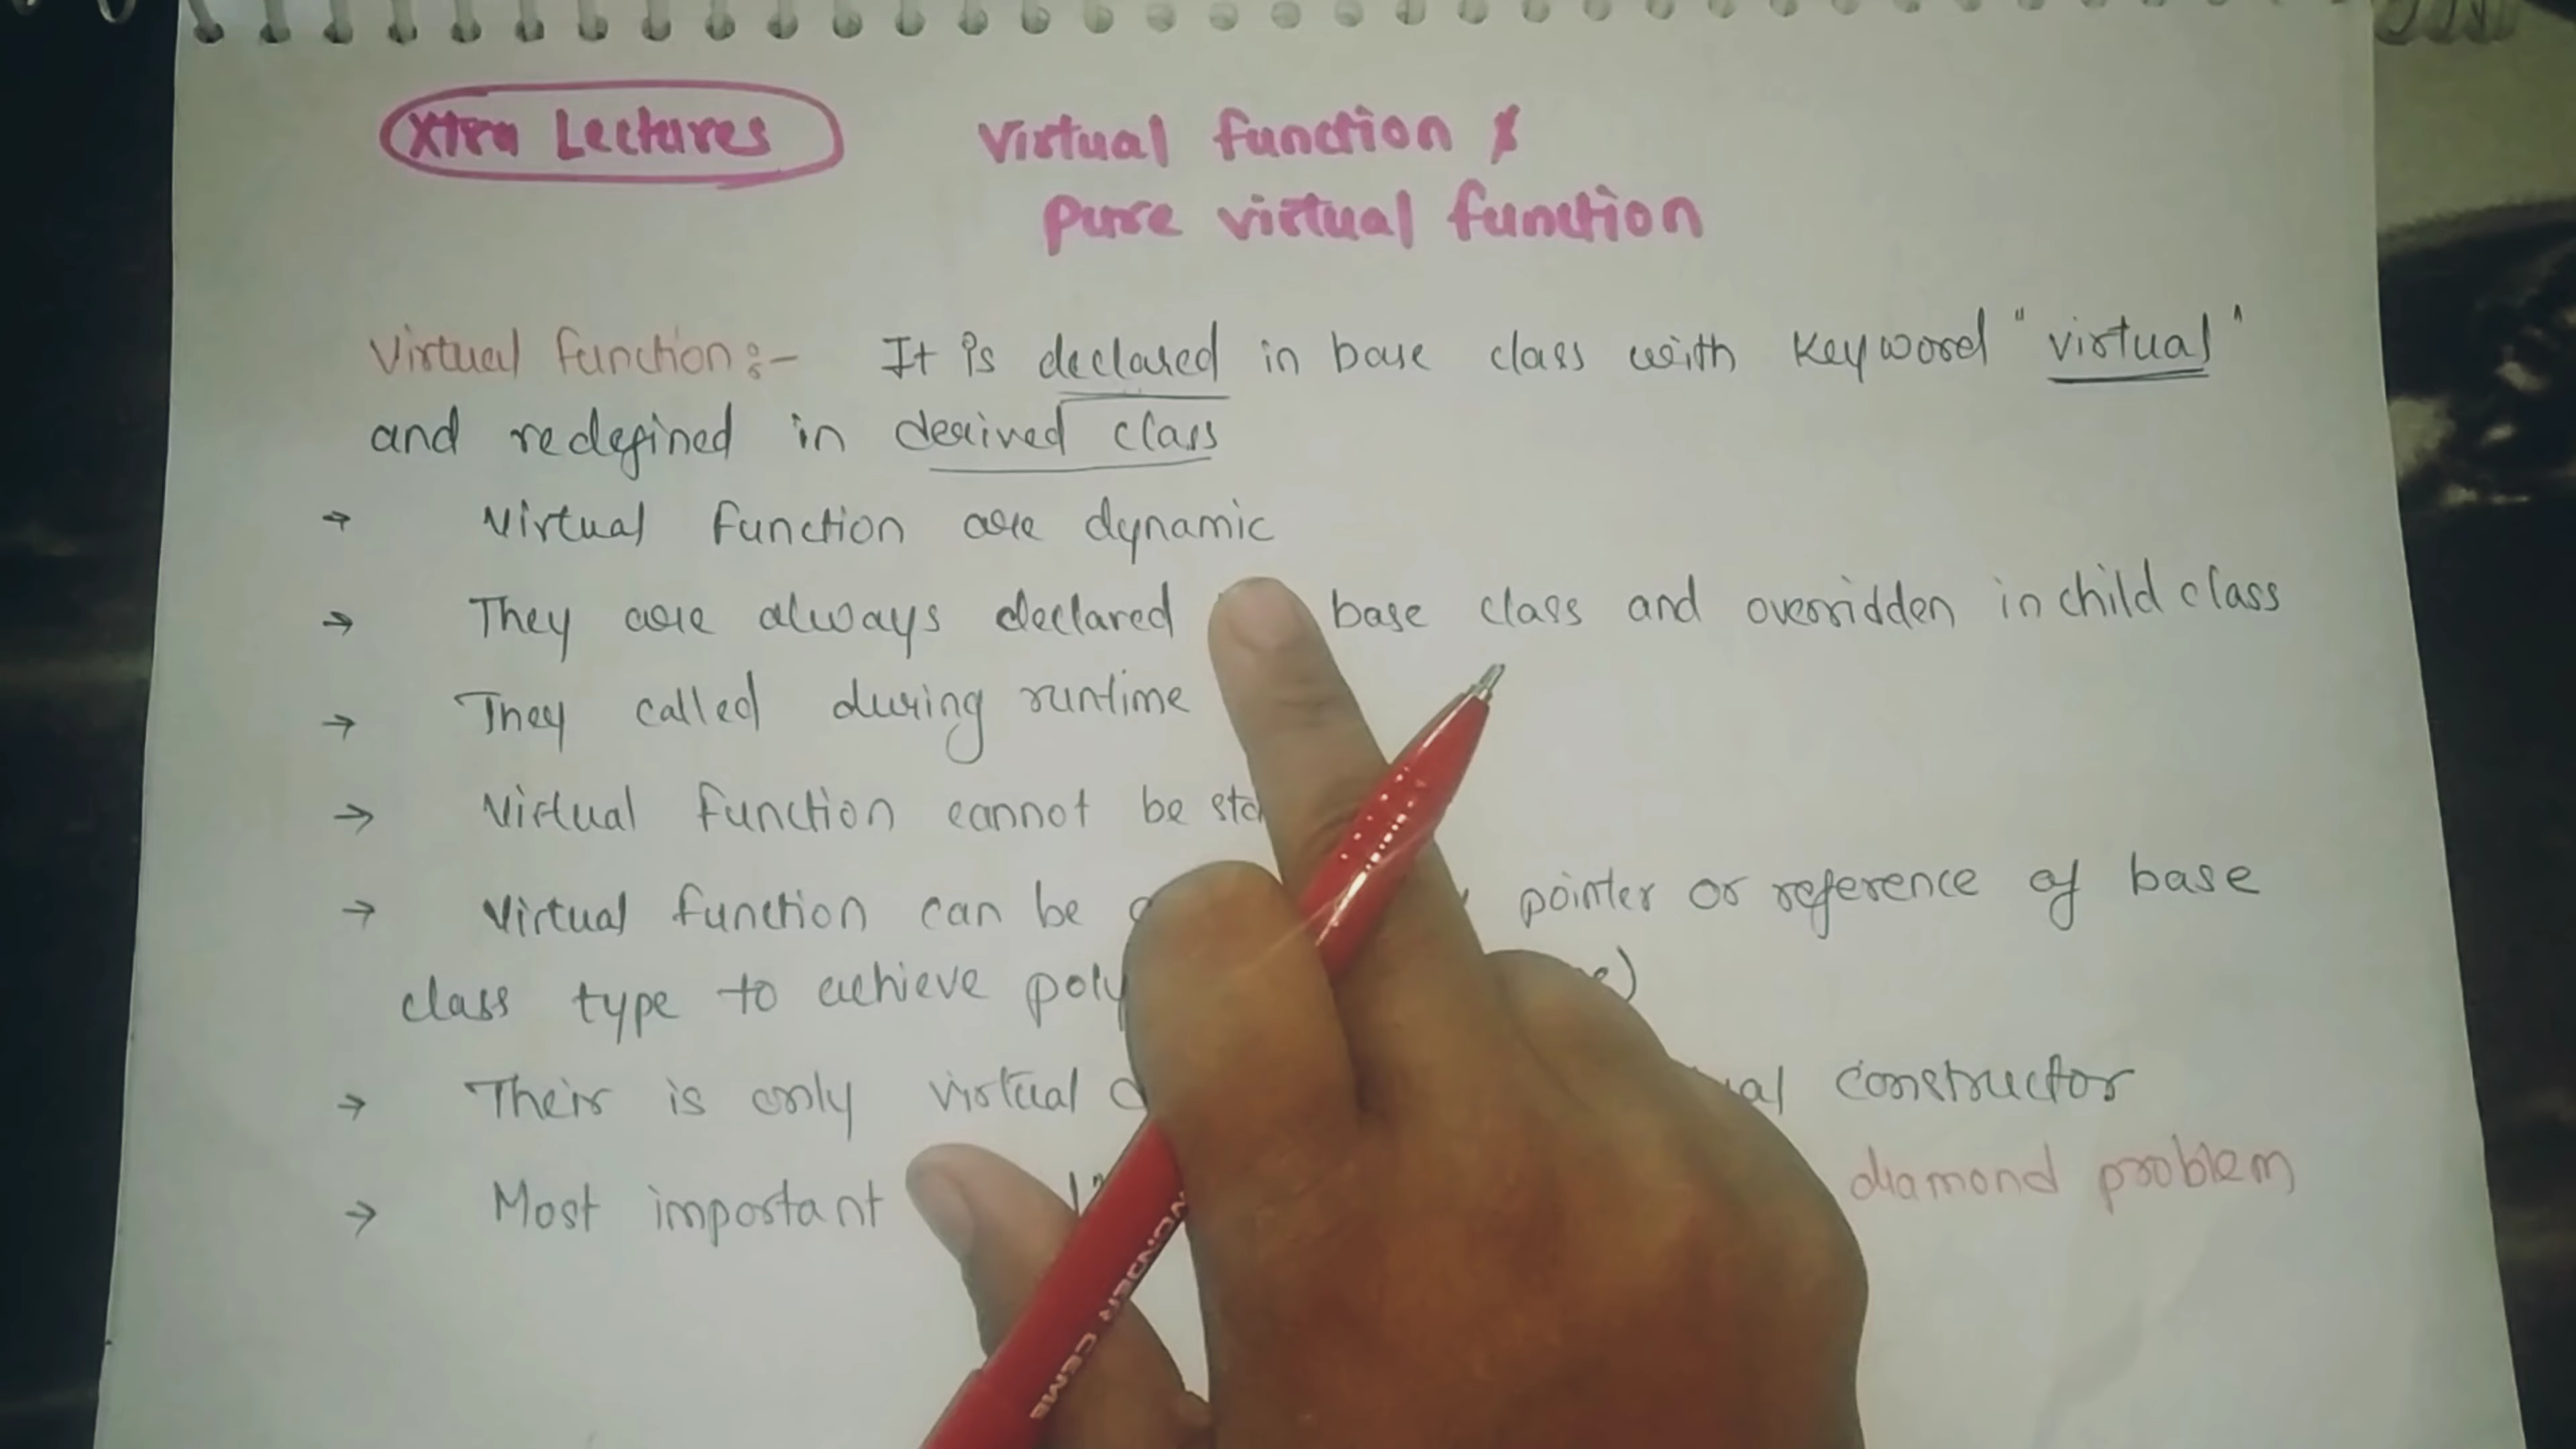 Xtra Lectures
Virtual function &
pure virtual function
Virtual function:- It is declared in base class with keyword "virtual"
and redefined in derived class
→ Virtual function are dynamic
→ They are always declared base class and overridden in child class
→ They called during runtime
→ Virtual function cannot be
→ Virtual function can be pointer or reference of base
class type to achieve
→ Their is only virtual constructor
→ Most important diamond problem